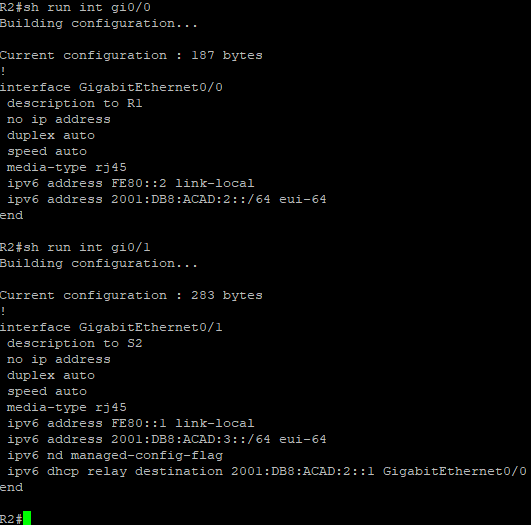 R2#sh run int gi0/0
Building configuration...
Current configuration : 187 bytes
!
interface GigabitEthernet0/0
description to R1
no ip address
duplex auto
speed auto
media-type rj45
ipv6 address FE80::2 link-local
ipv6 address 2001:DB8:ACAD:2::/64 eui-64
end
R2#sh run int gi0/1
Building configuration...
Current configuration : 283 bytes
!
interface GigabitEthernet0/1
description to S2
no ip address
duplex auto
speed auto
media-type rj45
ipv6 address FE80::1 link-local
ipv6 address 2001:DB8:ACAD:3::/64 eui-64
ipv6 nd managed-config-flag
ipv6 dhcp relay destination 2001:DB8:ACAD:2::1 GigabitEthernet0/0
end
R2#